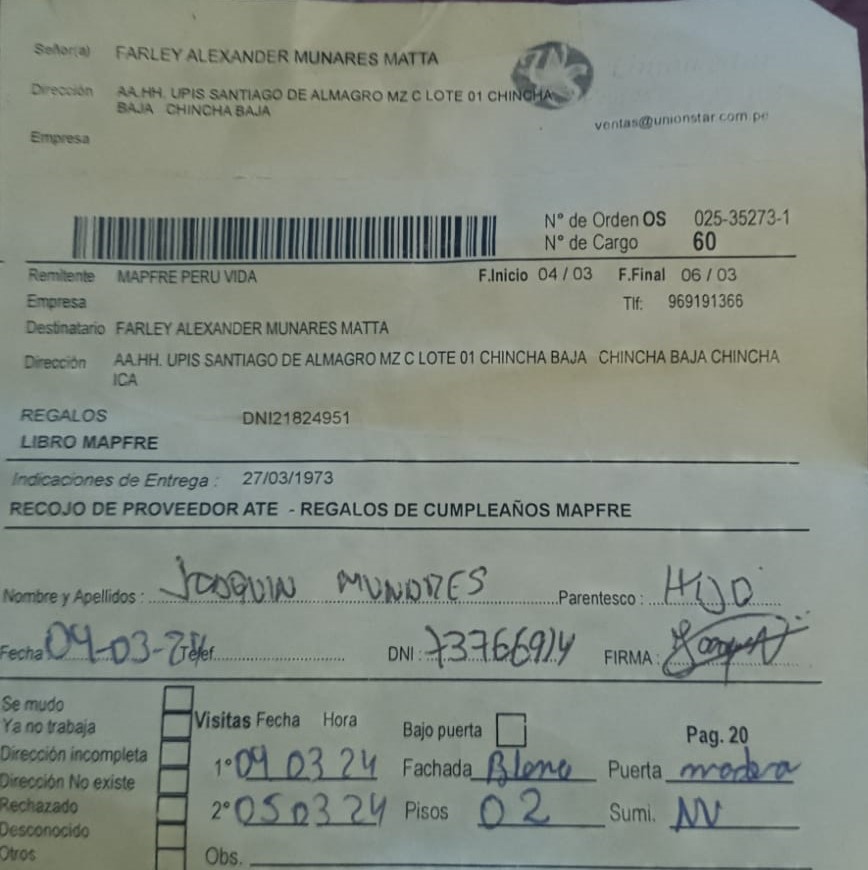 Señor(a) FARLEY ALEXANDER MUNARES MATTA
Dirección AA.HH. UPIS SANTIAGO DE ALMAGRO MZ C LOTE 01 CHINCHA
BAJA CHINCHA BAJA
ventas@unionstar.com.pe
Empresa
N° de Orden OS 025-35273-1
N° de Cargo 60
Remitente MAPFRE PERU VIDA F.Inicio 04 / 03 F.Final 06 / 03
Empresa Tlf: 969191366
Destinatario FARLEY ALEXANDER MUNARES MATTA
Dirección AA.HH. UPIS SANTIAGO DE ALMAGRO MZ C LOTE 01 CHINCHA BAJA CHINCHA BAJA CHINCHA
ICA
REGALOS DNI21824951
LIBRO MAPFRE
Indicaciones de Entrega : 27/03/1973
RECOJO DE PROVEEDOR ATE - REGALOS DE CUMPLEAÑOS MAPFRE
Nombre y Apellidos : JOAQUIN MUNARES Parentesco : HIJO
Fecha 04-03- Telef. DNI : 73766914 FIRMA :
Se mudo
Ya no trabaja Visitas Fecha Hora Bajo puerta Pag. 20
Dirección incompleta 1° 04 03 24 Fachada Blanc Puerta madera
Dirección No existe
Rechazado 2° 05 03 24 Pisos 02 Sumi. NV
Desconocido
Otros Obs.